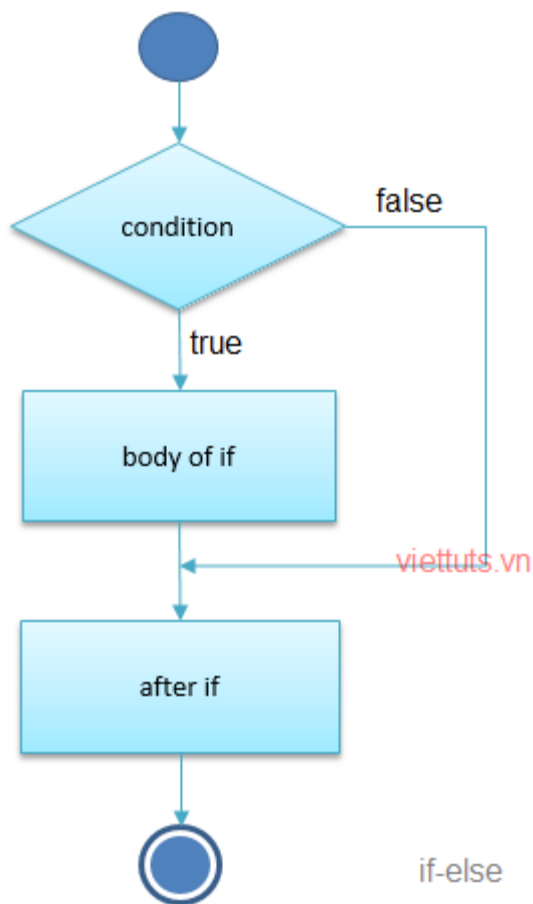 condition
false
true
body of if
viettuts.vn
after if
if-else